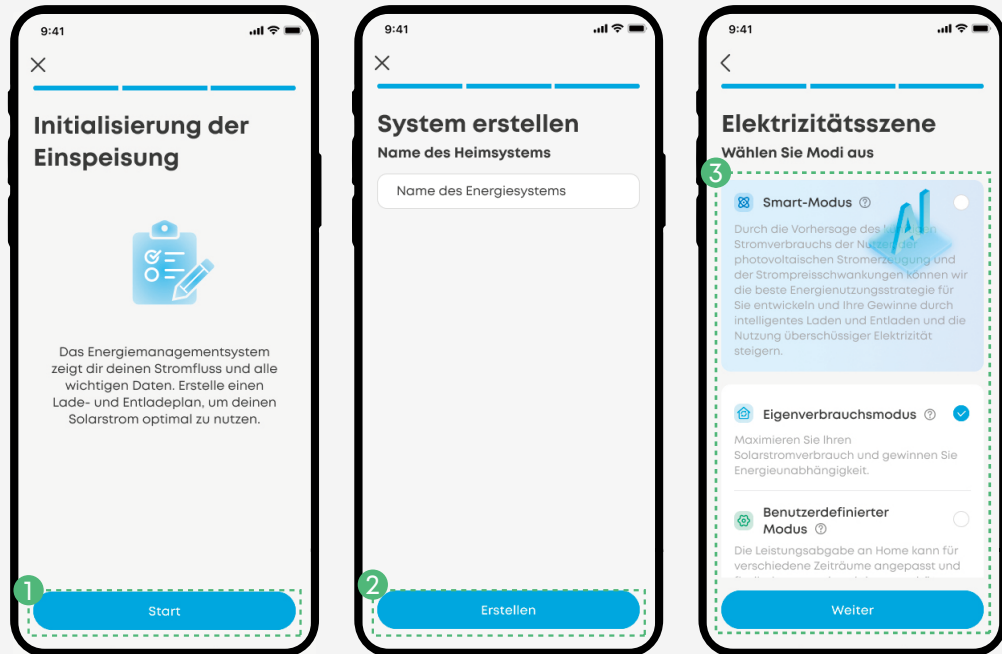 9:41
Initialisierung der
Einspeisung
Das Energiemanagementsystem
zeigt dir deinen Stromfluss und alle
wichtigen Daten. Erstelle einen
Lade- und Entladeplan, um deinen
Solarstrom optimal zu nutzen.
1
Start
9:41
System erstellen
Name des Heimsystems
Name des Energiesystems
2
Erstellen
9:41
Elektrizitätsszene
Wählen Sie Modi aus
3
Smart-Modus
AI
Durch die Vorhersage des
Stromverbrauchs der Nutzer der
photovoltaischen Stromerzeugung und
der Strompreisschwankungen können wir
die beste Energienutzungsstrategie für
Sie entwickeln und Ihre Gewinne durch
intelligentes Laden und Entladen und die
Nutzung überschüssiger Elektrizität
steigern.
Eigenverbrauchsmodus
Maximieren Sie Ihren
Solarstromverbrauch und gewinnen Sie
Energieunabhängigkeit.
Benutzerdefinierter
Modus
Die Leistungsabgabe an Home kann für
verschiedene Zeiträume angepasst und
Weiter